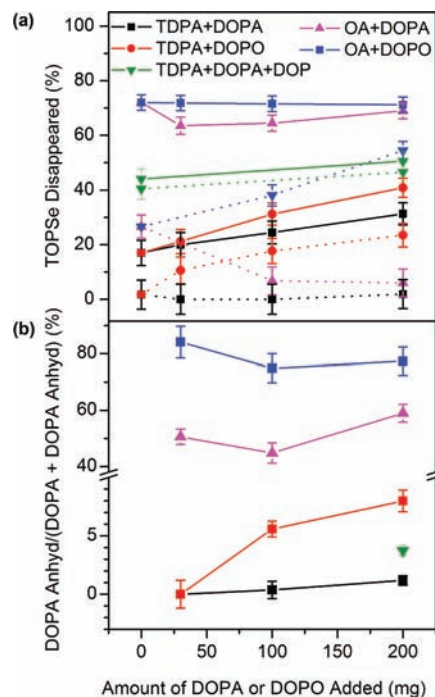 (a)
TDPA+DOPA
OA+DOPA
TDPA+DOPO
OA+DOPO
TDPA+DOPA+DOP
TOPSe Disappeared (%)
100
80
60
40
20
0
(b)
DOPA Anhyd/(DOPA + DOPA Anhyd) (%)
80
60
40
5
0
0
50
100
150
200
Amount of DOPA or DOPO Added (mg)